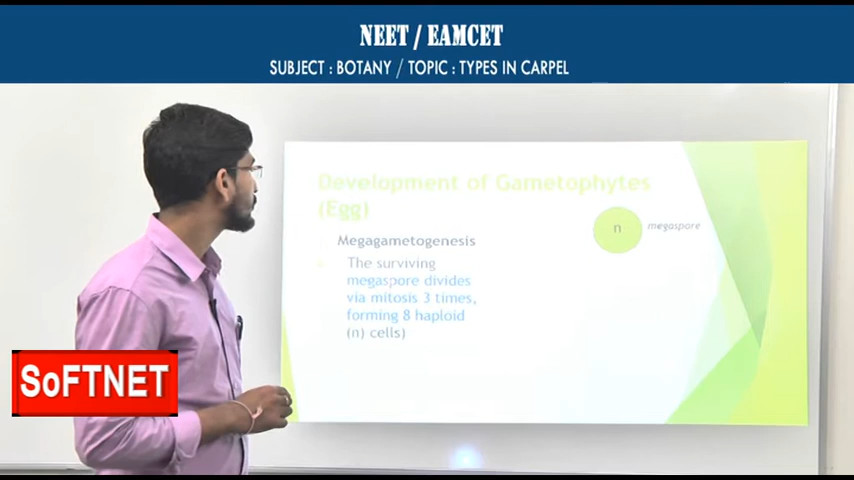 NEET / EAMCET
SUBJECT : BOTANY / TOPIC : TYPES IN CARPEL
Development of Gametophytes
(Egg)
n
megaspore
Megagametogenesis
The surviving
megaspore divides
via mitosis 3 times,
forming 8 haploid
(n) cells)
SoFTNET